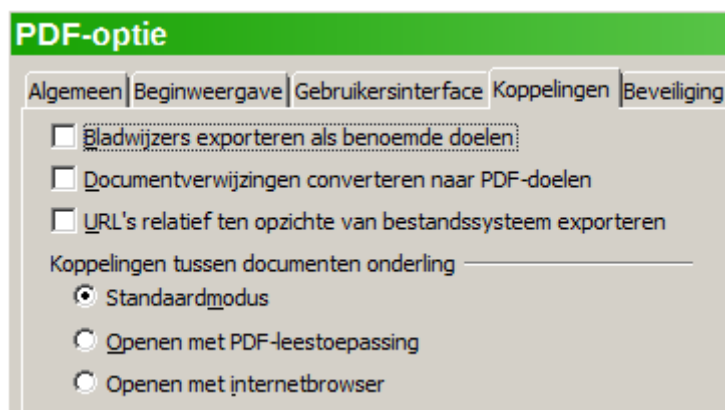 PDF-optie
Algemeen Beginweergave Gebruikersinterface Koppelingen Beveiliging
Bladwijzers exporteren als benoemde doelen
Documentverwijzingen converteren naar PDF-doelen
URL's relatief ten opzichte van bestandssysteem exporteren
Koppelingen tussen documenten onderling
Standaardmodus
Openen met PDF-leestoepassing
Openen met internetbrowser